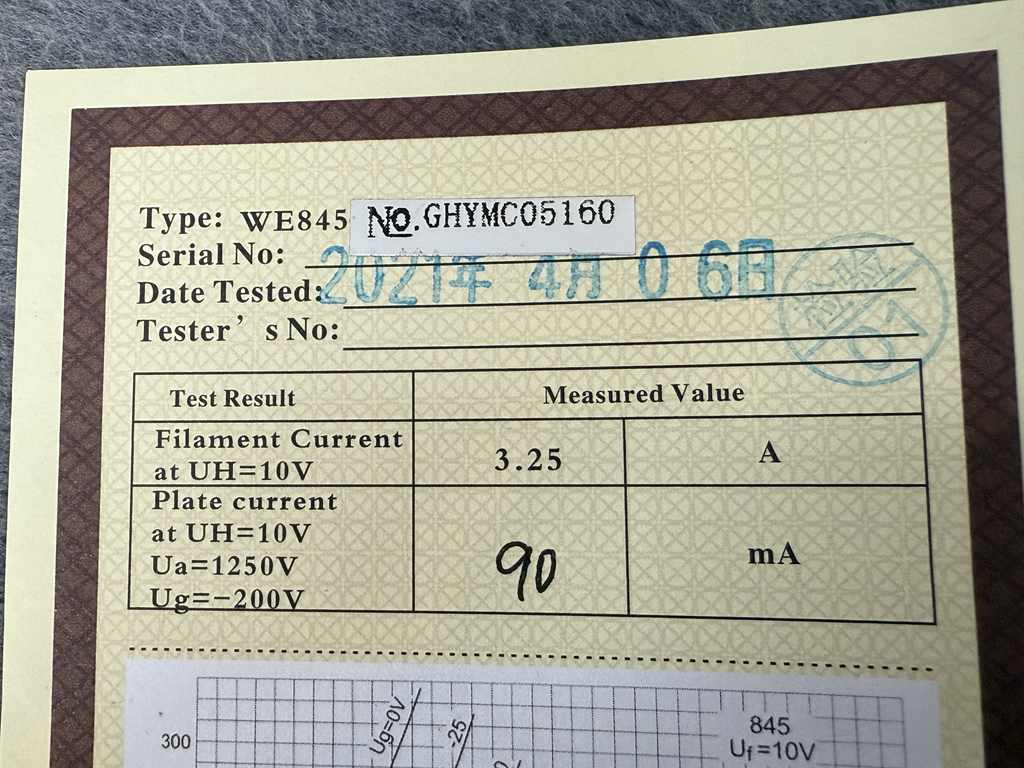 Type: WE845 No.GHYMC05160
Serial No:
2021年 4月 0 6日
Date Tested:
Tester’s No:
07
Test Result Measured Value
Filament Current
at UH=10V
3.25 A
Plate current
at UH=10V
Ua=1250V
Ug=−200V
90 mA
300
Ug=0V
-25
845
Uf=10V